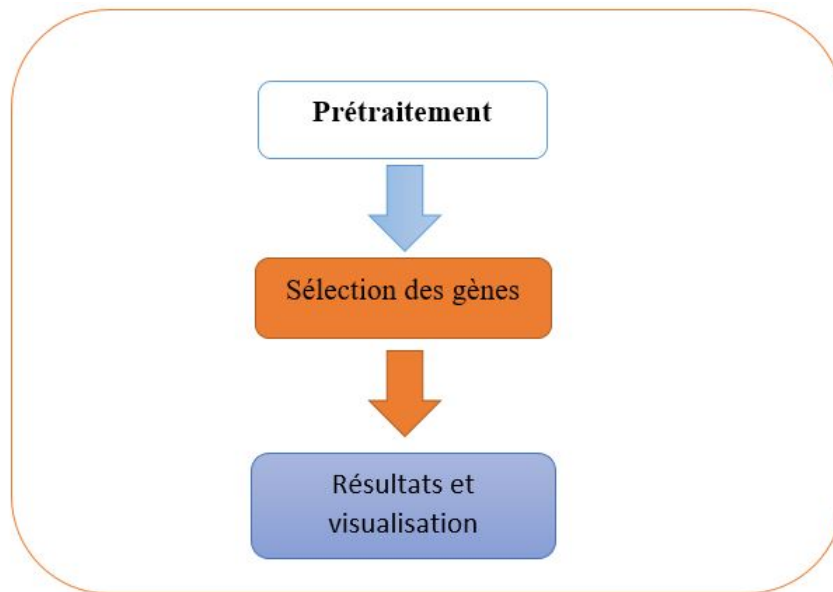 Prétraitement
Sélection des gènes
Résultats et
visualisation